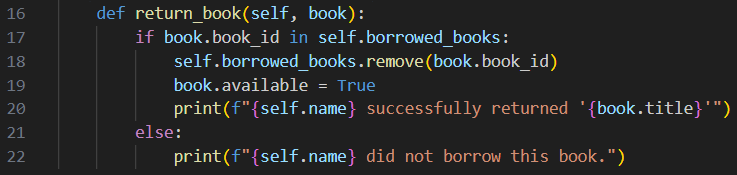 16 def return_book(self, book):
17 if book.book_id in self.borrowed_books:
18 self.borrowed_books.remove(book.book_id)
19 book.available = True
20 print(f"{self.name} successfully returned '{book.title}'")
21 else:
22 print(f"{self.name} did not borrow this book.")